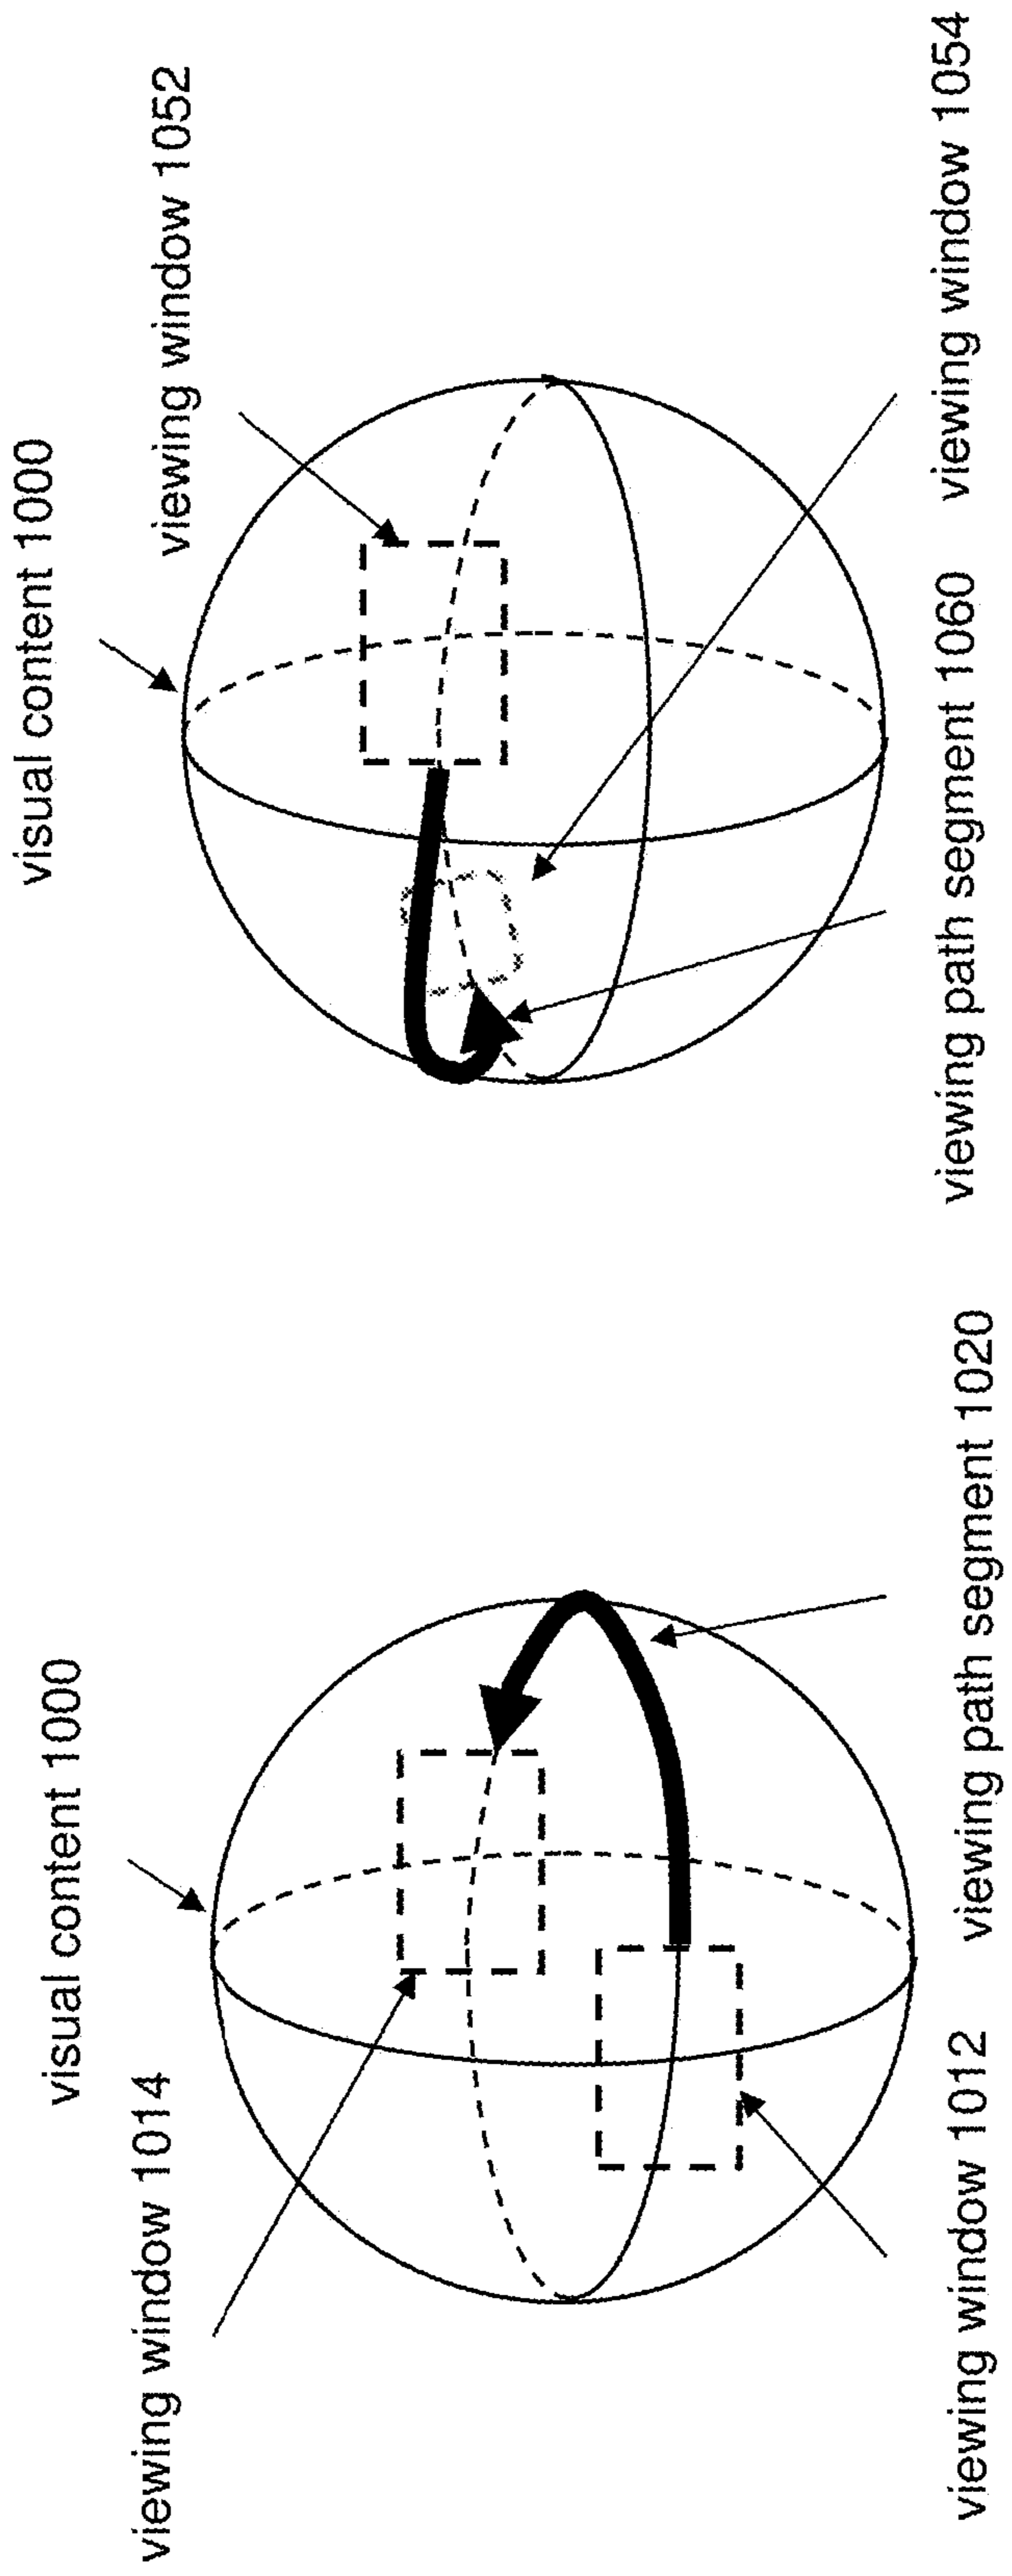 visual content 1000
viewing window 1014
viewing window 1012
viewing path segment 1020
visual content 1000
viewing window 1052
viewing path segment 1060
viewing window 1054